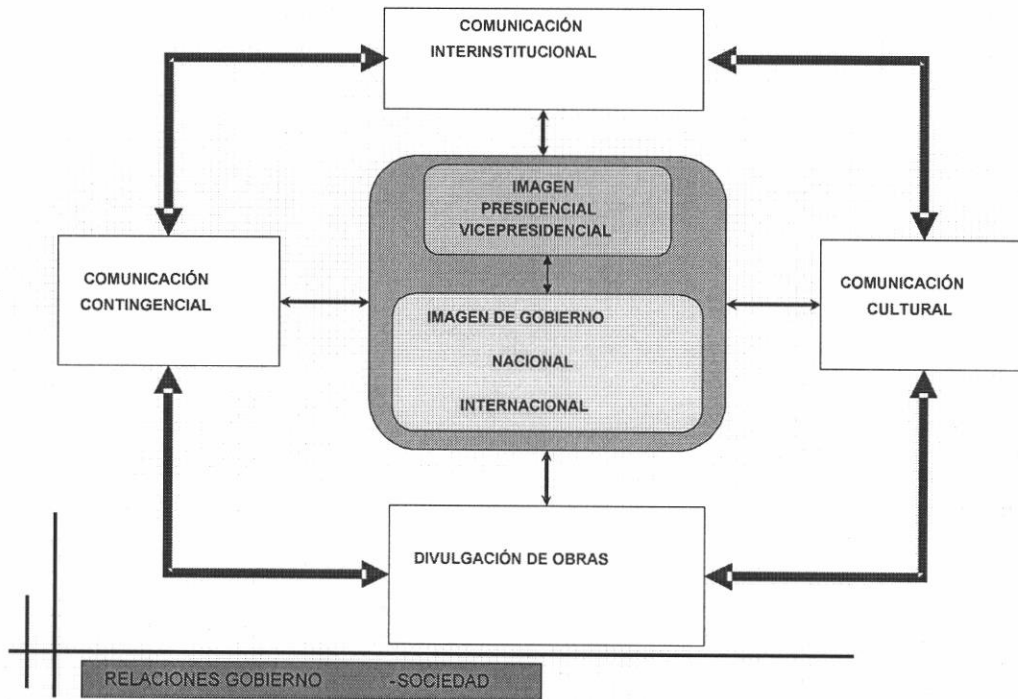 COMUNICACIÓN
INTERINSTITUCIONAL
IMAGEN
PRESIDENCIAL
VICEPRESIDENCIAL
COMUNICACIÓN
CONTINGENCIAL
IMAGEN DE GOBIERNO
NACIONAL
INTERNACIONAL
COMUNICACIÓN
CULTURAL
DIVULGACIÓN DE OBRAS
RELACIONES GOBIERNO -SOCIEDAD